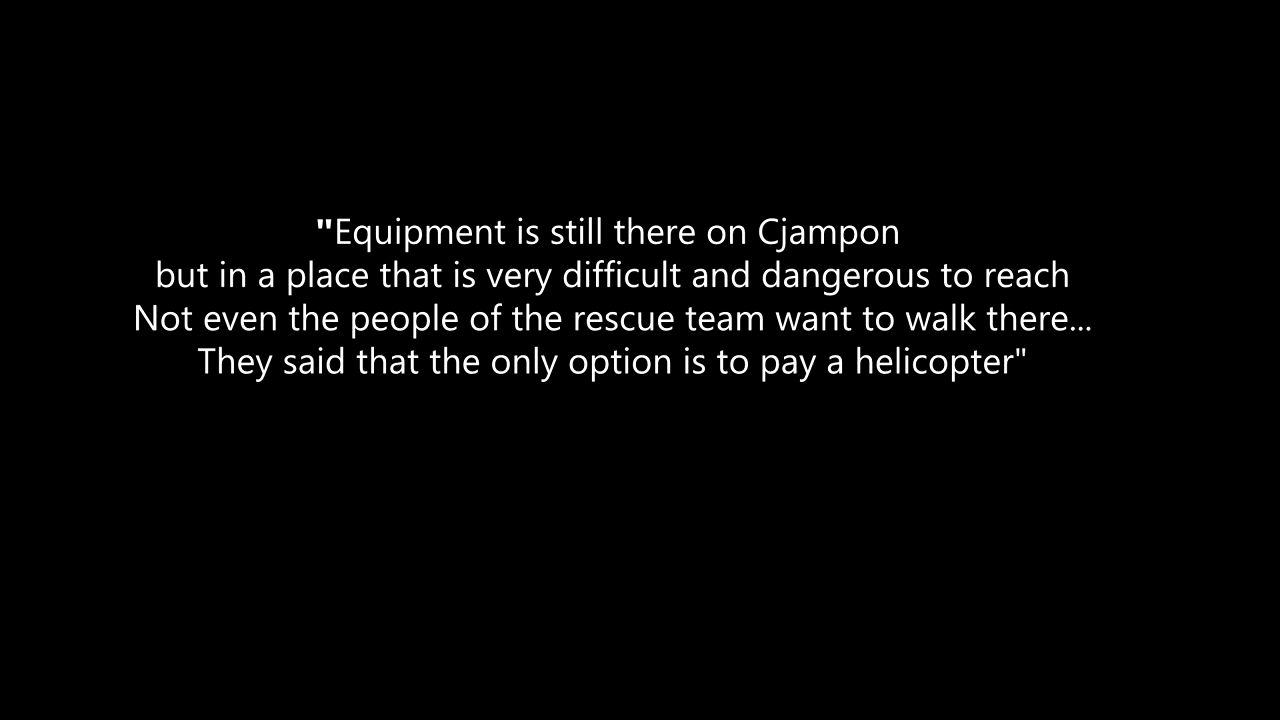 "Equipment is still there on Cjampon
but in a place that is very difficult and dangerous to reach
Not even the people of the rescue team want to walk there...
They said that the only option is to pay a helicopter"